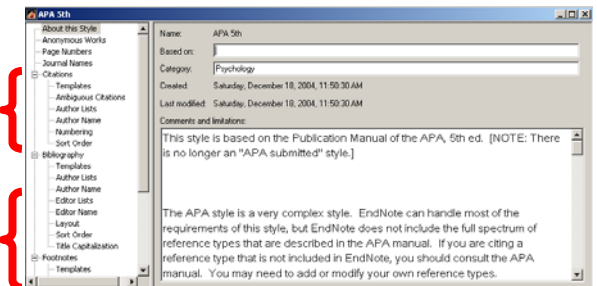 APA 5th
About this Style
Anonymous Works
Page Numbers
Journal Names
Citations
Templates
Ambiguous Citations
Author Lists
Author Name
Numbering
Sort Order
Bibliography
Templates
Author Lists
Author Name
Editor Lists
Editor Name
Layout
Sort Order
Title Capitalization
Footnotes
Templates
Name: APA 5th
Based on:
Category: Psychology
Created: Saturday, December 18, 2004, 11:50:30 AM
Last modified: Saturday, December 18, 2004, 11:50:30 AM
Comments and limitations:
This style is based on the Publication Manual of the APA, 5th ed. [NOTE: There
is no longer an "APA submitted" style.]
The APA style is a very complex style. EndNote can handle most of the
requirements of this style, but EndNote does not include the full spectrum of
reference types that are described in the APA manual. If you are citing a
reference type that is not included in EndNote, you should consult the APA
manual. You may need to add or modify your own reference types.